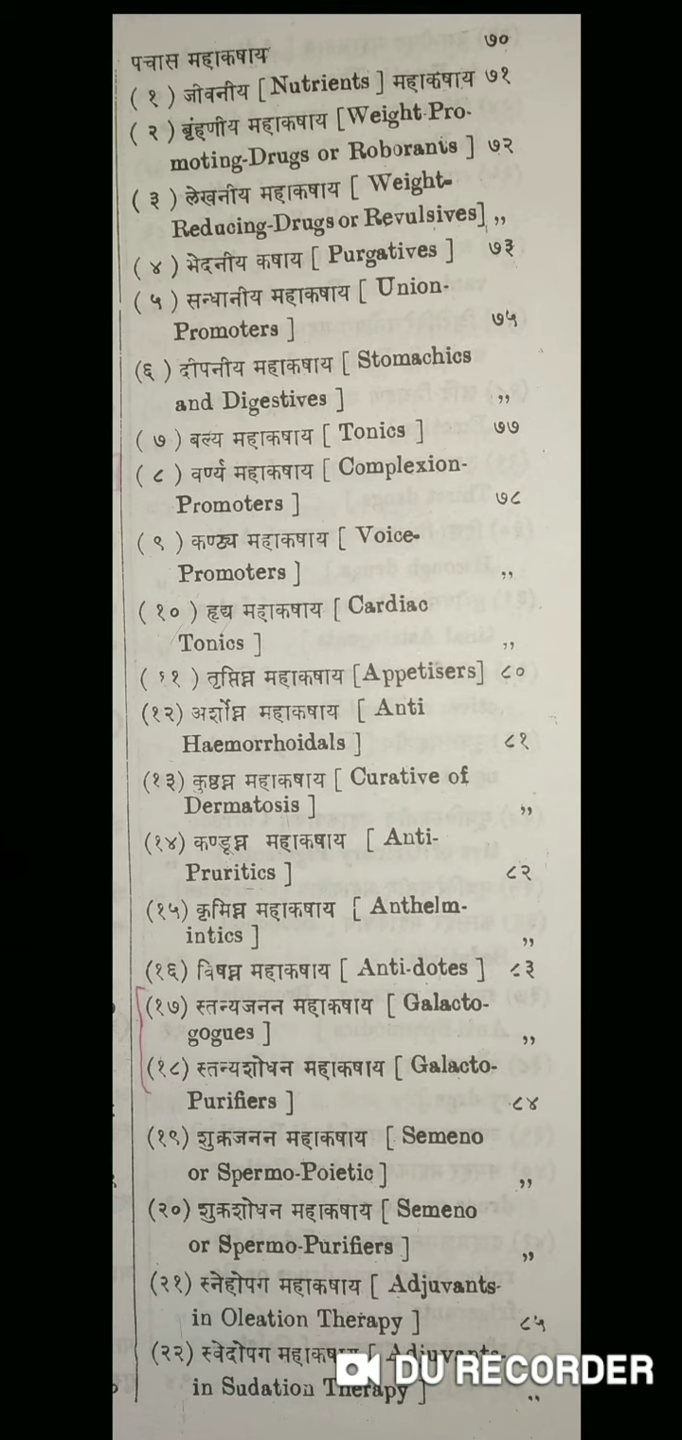 पचास महाकषाय ७०
( १ ) जीवनीय [ Nutrients ] महाकषाय ७१
( २ ) बृंहणीय महाकषाय [Weight Pro-
moting-Drugs or Roborants ] ७२
( ३ ) लेखनीय महाकषाय [ Weight-
Reducing-Drugs or Revulsives] ,,
( ४ ) भेदनीय कषाय [ Purgatives ] ७३
( ५ ) सन्धानीय महाकषाय [ Union-
Promoters ] ७५
(६ ) दीपनीय महाकषाय [ Stomachics
and Digestives ] ,,
( ७ ) बल्य महाकषाय [ Tonics ] ७७
( ८ ) वर्ण्य महाकषाय [ Complexion-
Promoters ] ७८
( ९ ) कण्ठ्य महाकषाय [ Voice-
Promoters ] ,,
( १० ) हृद्य महाकषाय [ Cardiac
Tonics ] ,,
( ११ ) तृप्तिघ्न महाकषाय [Appetisers] ८०
(१२) अर्शोघ्न महाकषाय [ Anti
Haemorrhoidals ] ८१
(१३) कुष्ठघ्न महाकषाय [ Curative of
Dermatosis ] ,,
(१४) कण्डूघ्न महाकषाय [ Anti-
Pruritics ] ८२
(१५) कृमिघ्न महाकषाय [ Anthelm-
intics ] ,,
(१६) विषघ्न महाकषाय [ Anti-dotes ] ८३
(१७) स्तन्यजनन महाकषाय [ Galacto-
gogues ] ,,
(१८) स्तन्यशोधन महाकषाय [ Galacto-
Purifiers ] ८४
(१९) शुक्रजनन महाकषाय [ Semeno
or Spermo-Poietic ] ,,
(२०) शुक्रशोधन महाकषाय [ Semeno
or Spermo-Purifiers ] ,,
(२१) स्नेहोपग महाकषाय [ Adjuvants-
in Oleation Therapy ] ८५
(२२) स्वेदोपग महाकषाय [ Adjuvants-
in Sudation Therapy ] ,,
DU RECORDER